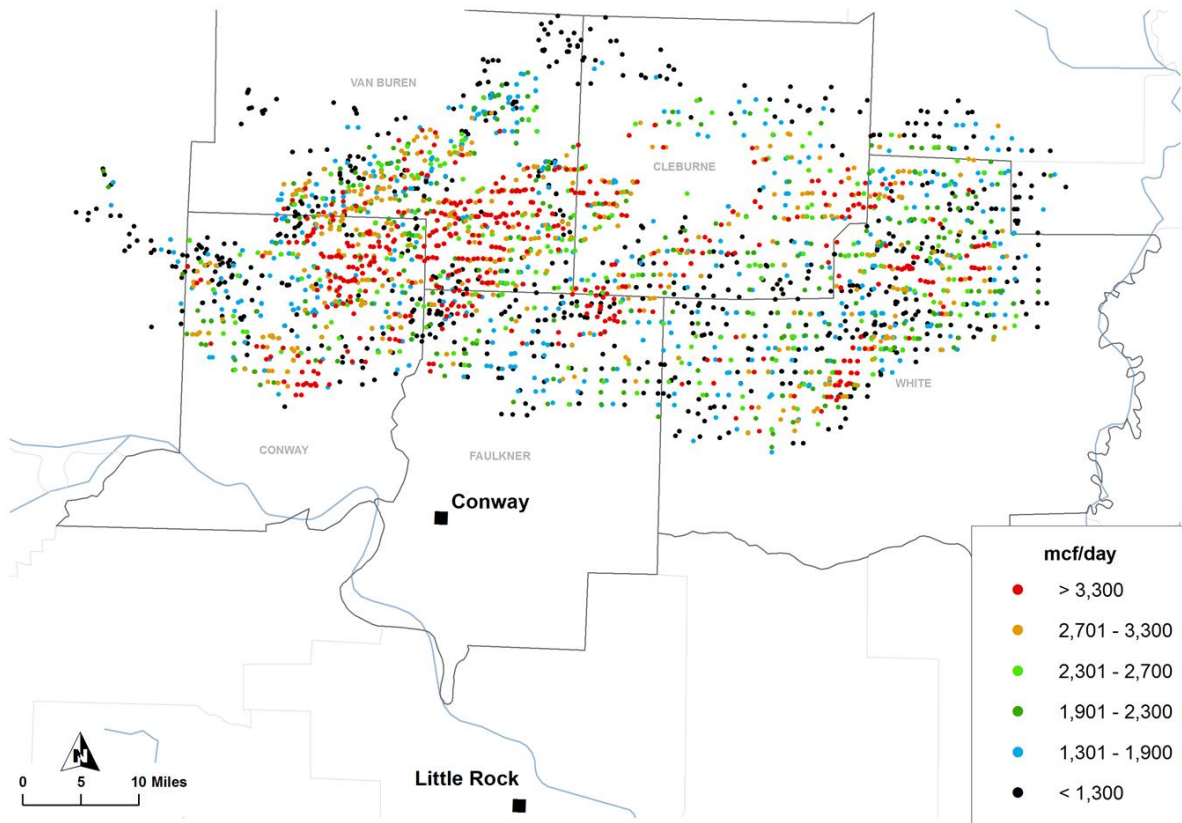 VAN BUREN
CLEBURNE
WHITE
CONWAY
FAULKNER
Conway
Little Rock
N
0 5 10 Miles
mcf/day
> 3,300
2,701 - 3,300
2,301 - 2,700
1,901 - 2,300
1,301 - 1,900
< 1,300